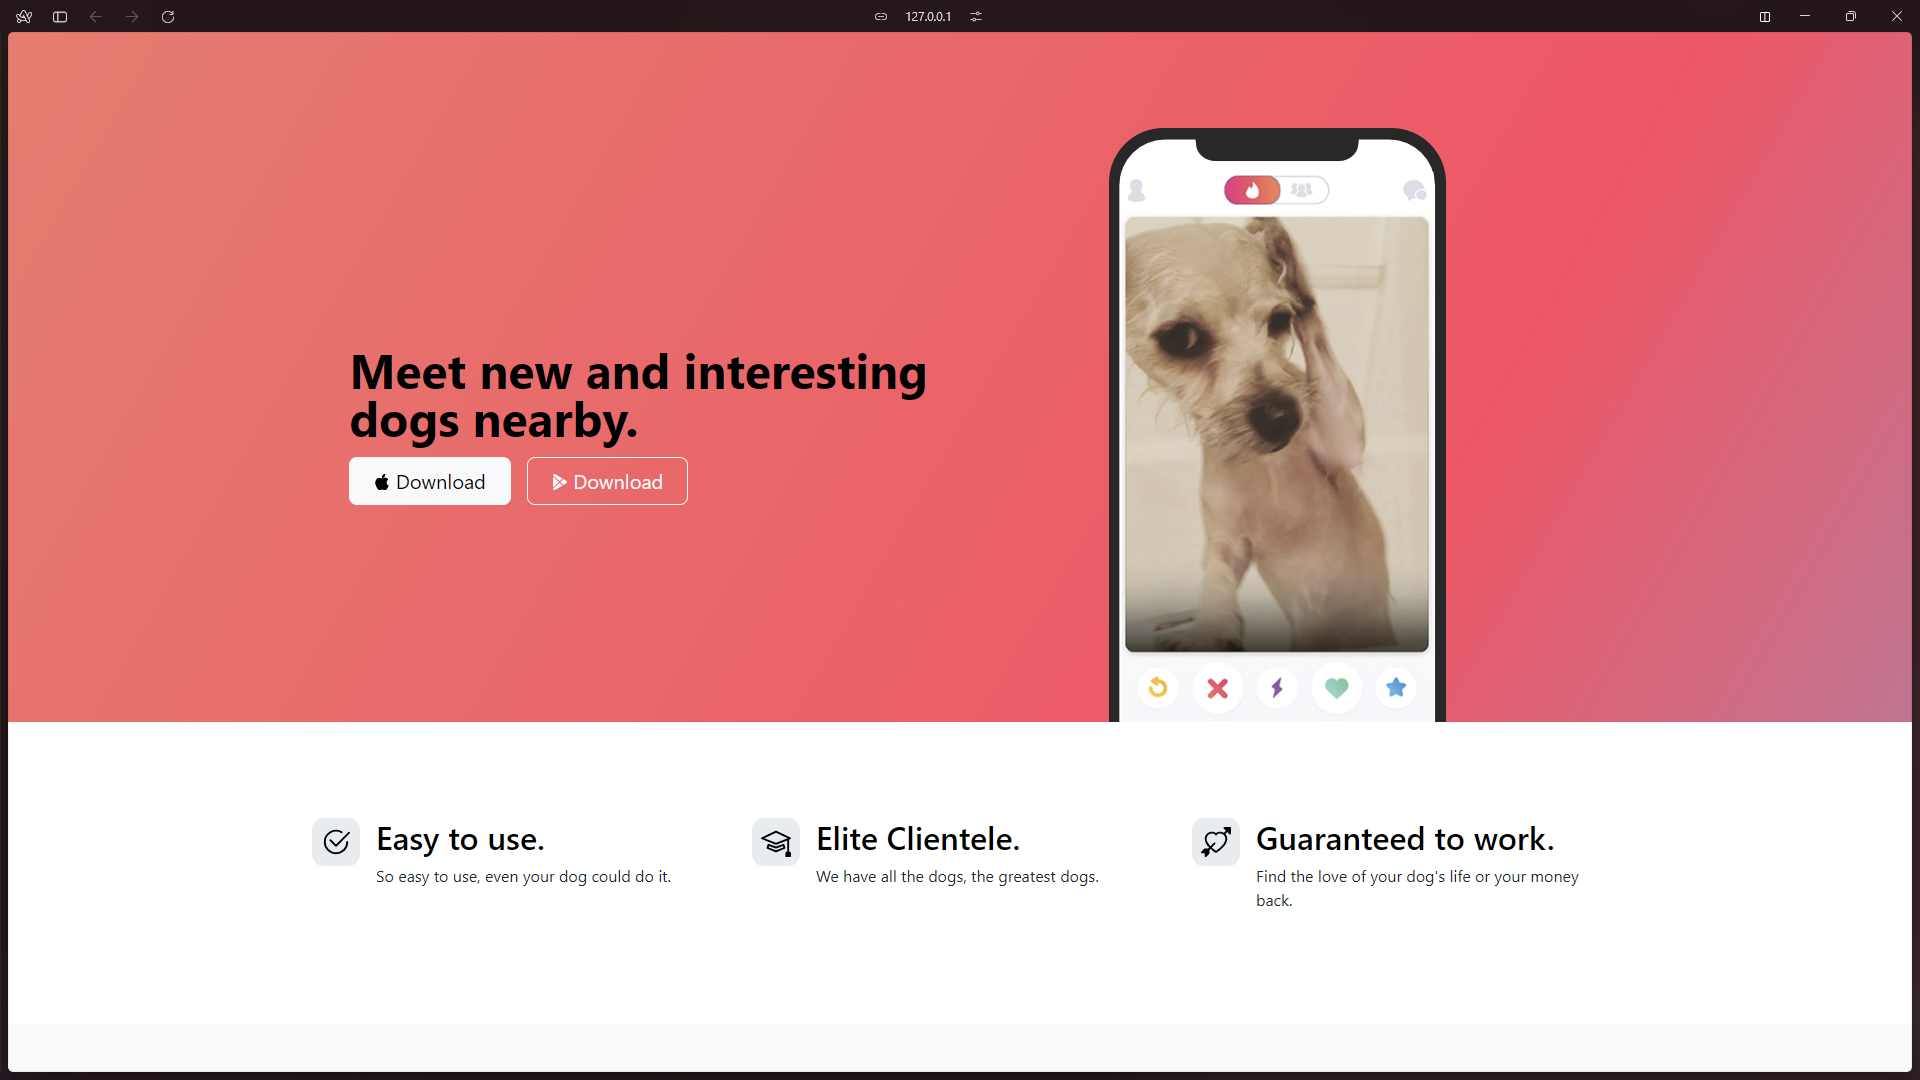 127.0.0.1
Meet new and interesting
dogs nearby.
Download
Download
Easy to use.
So easy to use, even your dog could do it.
Elite Clientele.
We have all the dogs, the greatest dogs.
Guaranteed to work.
Find the love of your dog's life or your money
back.